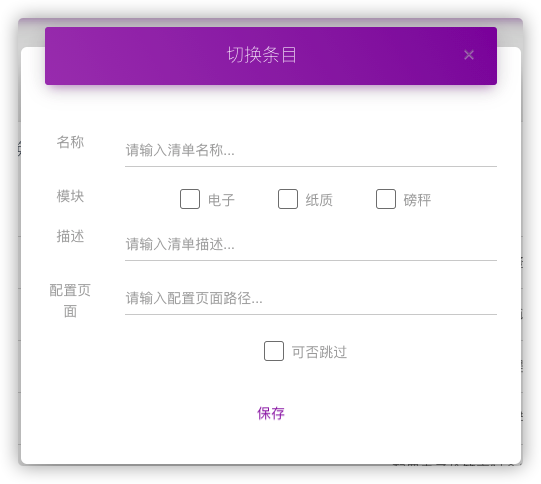 切换条目
×
名称
请输入清单名称...
模块
电子
纸质
磅秤
描述
请输入清单描述...
配置页
面
请输入配置页面路径...
可否跳过
保存